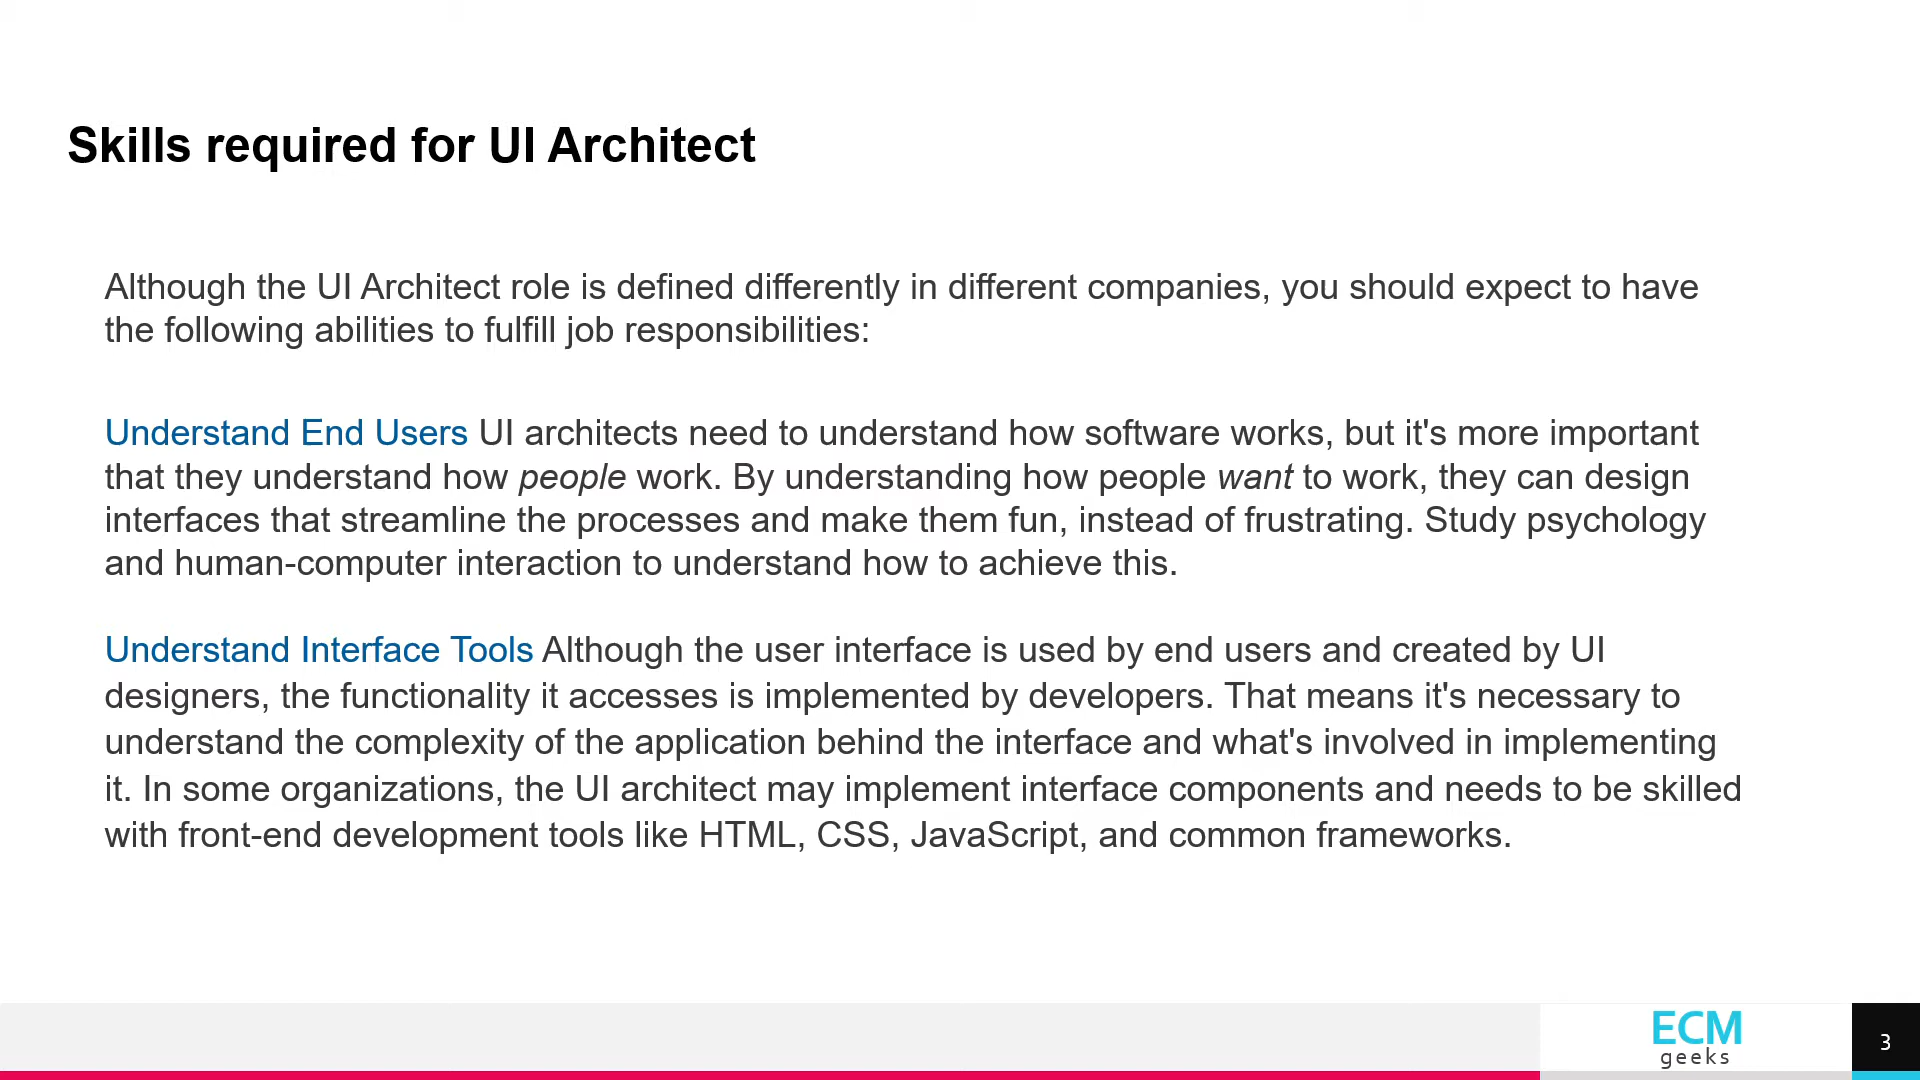 Skills required for UI Architect
Although the UI Architect role is defined differently in different companies, you should expect to have
the following abilities to fulfill job responsibilities:
Understand End Users UI architects need to understand how software works, but it's more important
that they understand how people work. By understanding how people want to work, they can design
interfaces that streamline the processes and make them fun, instead of frustrating. Study psychology
and human-computer interaction to understand how to achieve this.
Understand Interface Tools Although the user interface is used by end users and created by UI
designers, the functionality it accesses is implemented by developers. That means it's necessary to
understand the complexity of the application behind the interface and what's involved in implementing
it. In some organizations, the UI architect may implement interface components and needs to be skilled
with front-end development tools like HTML, CSS, JavaScript, and common frameworks.
ECM
geeks
3